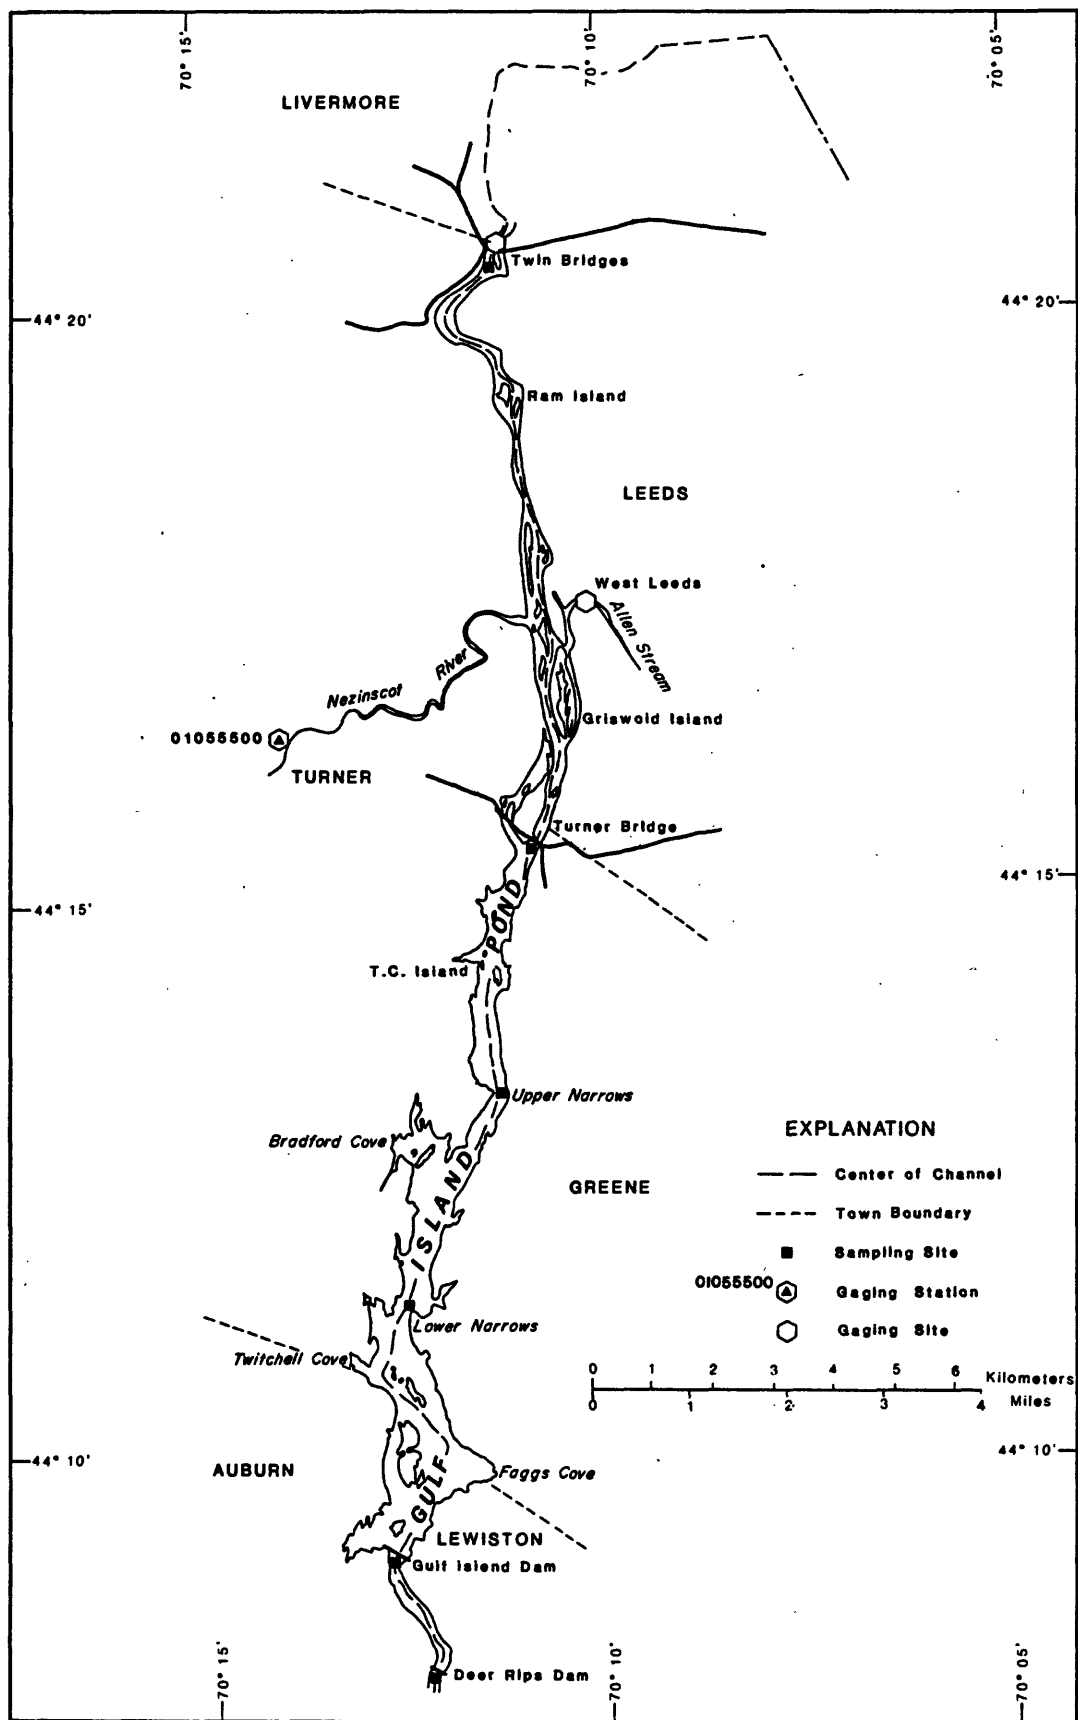 70° 15'
70° 10'
70° 05'
LIVERMORE
Twin Bridges
44° 20'
44° 20'
Ram Island
LEEDS
West Leeds
Allen Stream
Nezinscot River
Griswold Island
01055500
TURNER
Turner Bridge
44° 15'
44° 15'
T.C. Island
Upper Narrows
Bradford Cove
GREENE
GULF ISLAND POND
Lower Narrows
Twitchell Cove
EXPLANATION
Center of Channel
Town Boundary
Sampling Site
01055500 Gaging Station
Gaging Site
0 1 2 3 4 5 6 Kilometers
0 1 2 3 4 Miles
44° 10'
44° 10'
AUBURN
Faggs Cove
LEWISTON
Gulf Island Dam
Deer Rips Dam
70° 15'
70° 10'
70° 05'